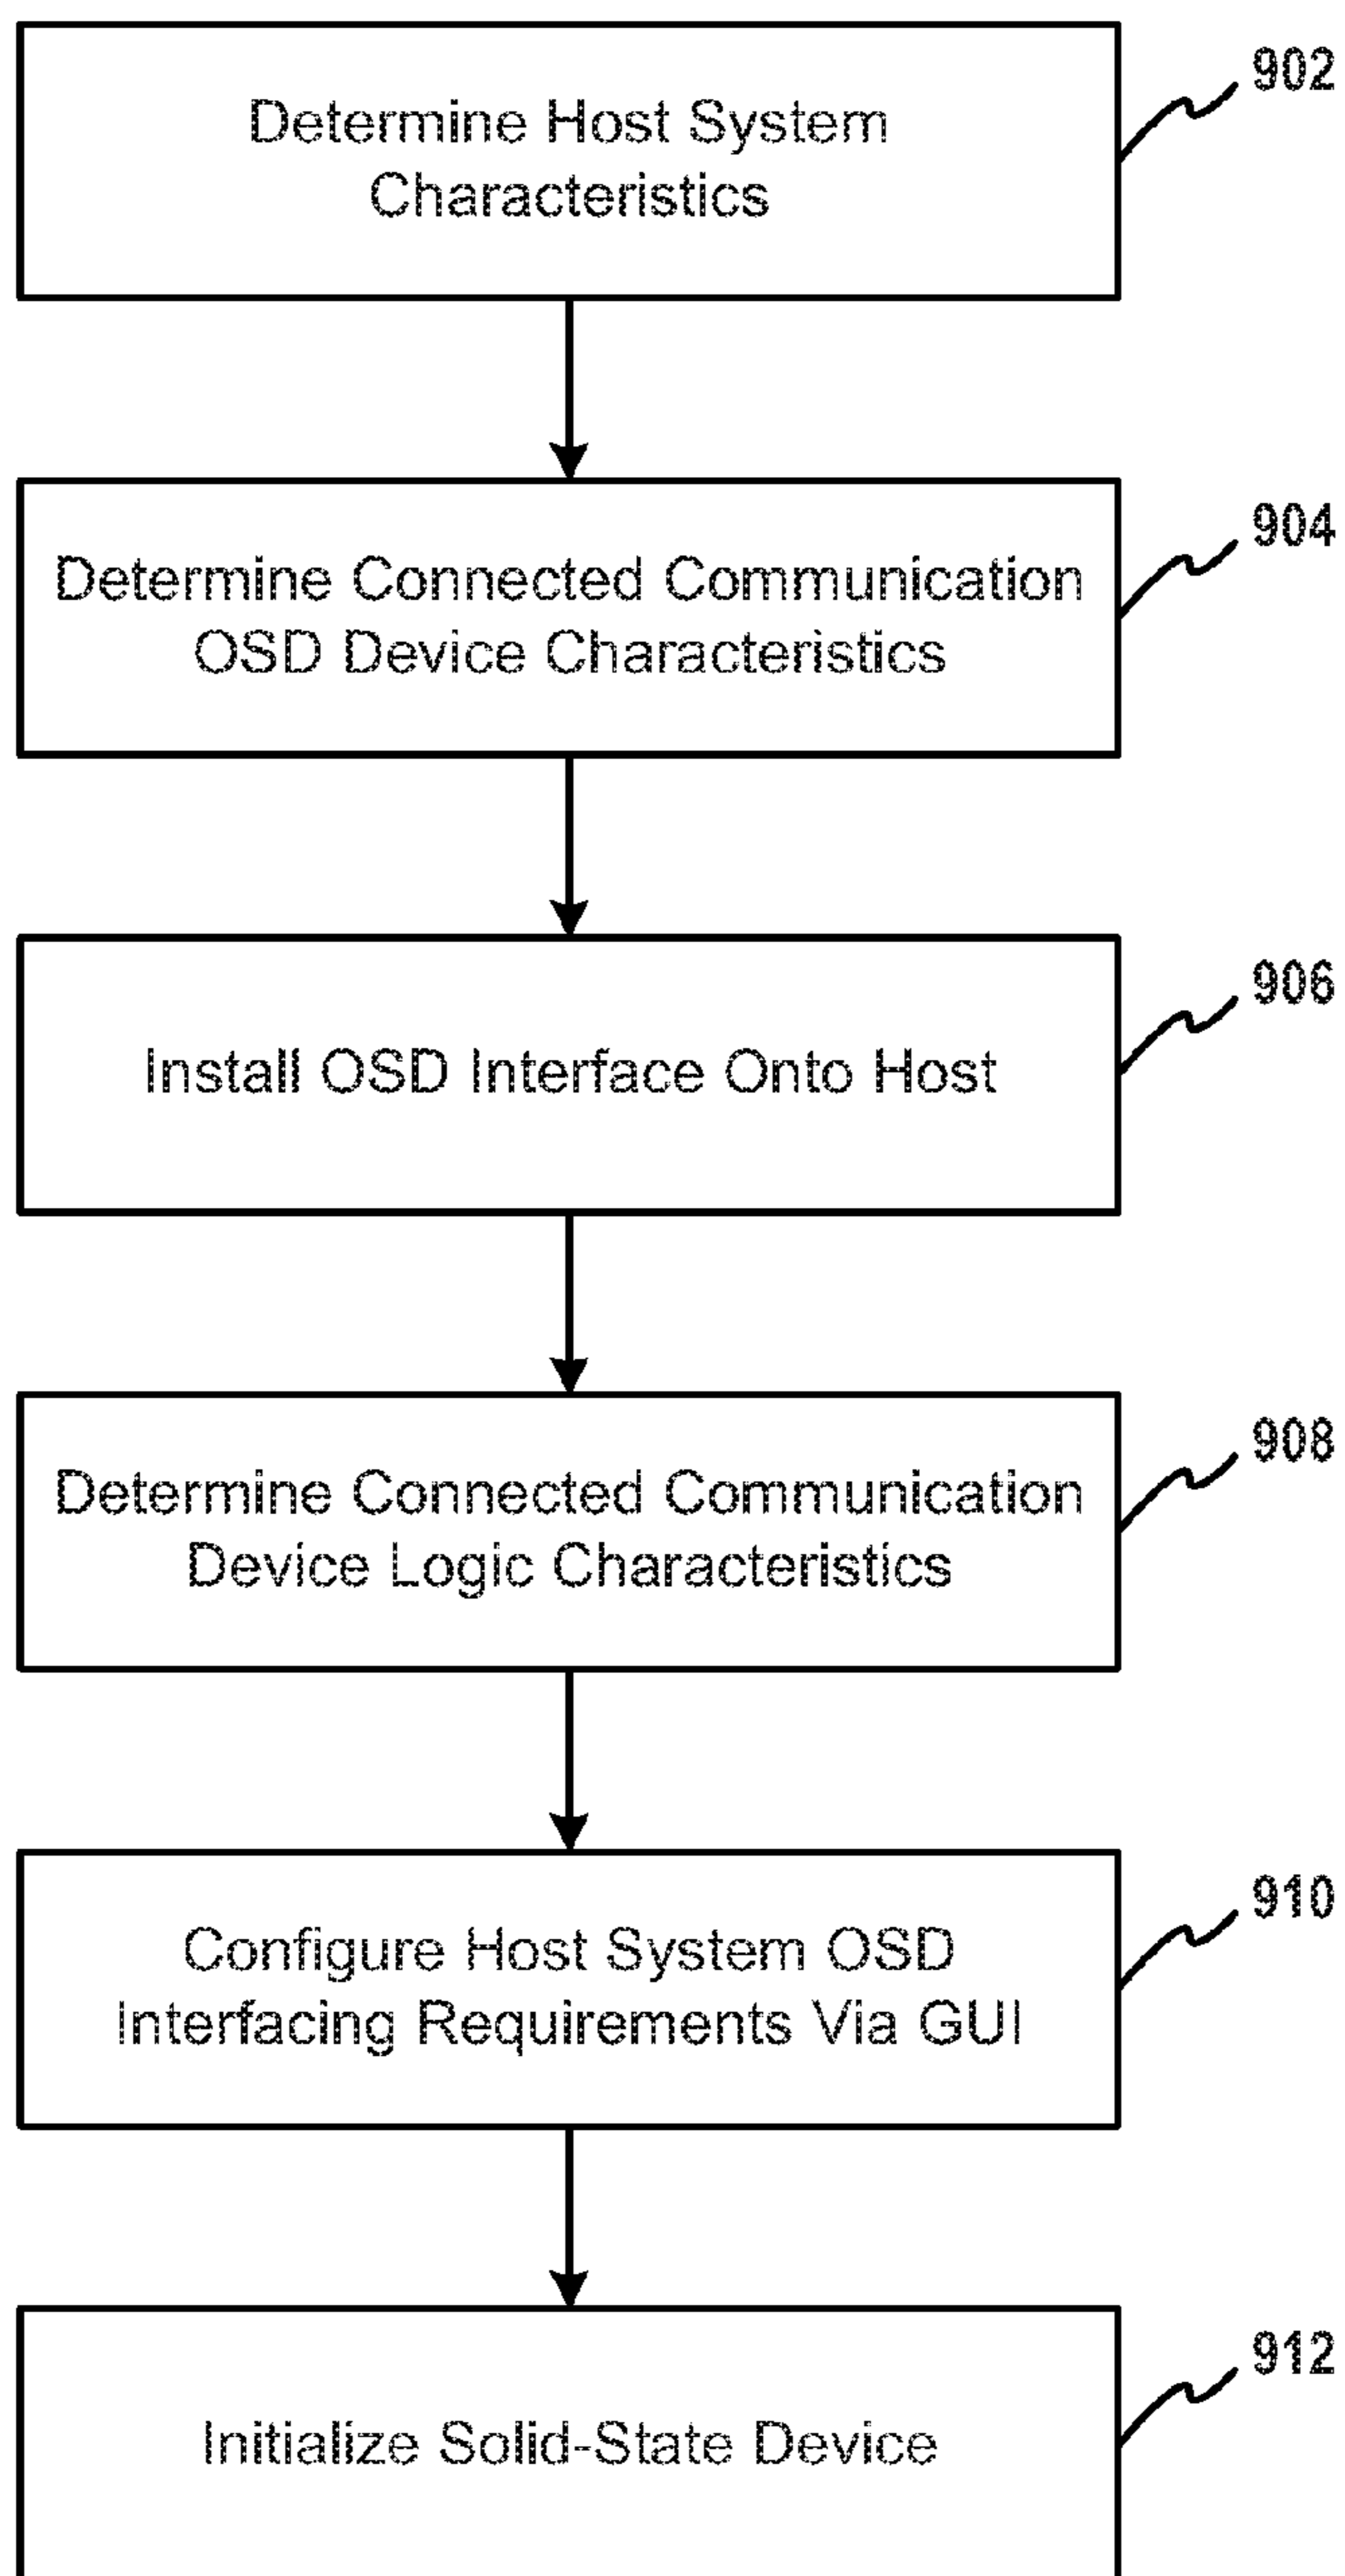 902
Determine Host System
Characteristics
904
Determine Connected Communication
OSD Device Characteristics
906
Install OSD Interface Onto Host
908
Determine Connected Communication
Device Logic Characteristics
910
Configure Host System OSD
Interfacing Requirements Via GUI
912
Initialize Solid-State Device